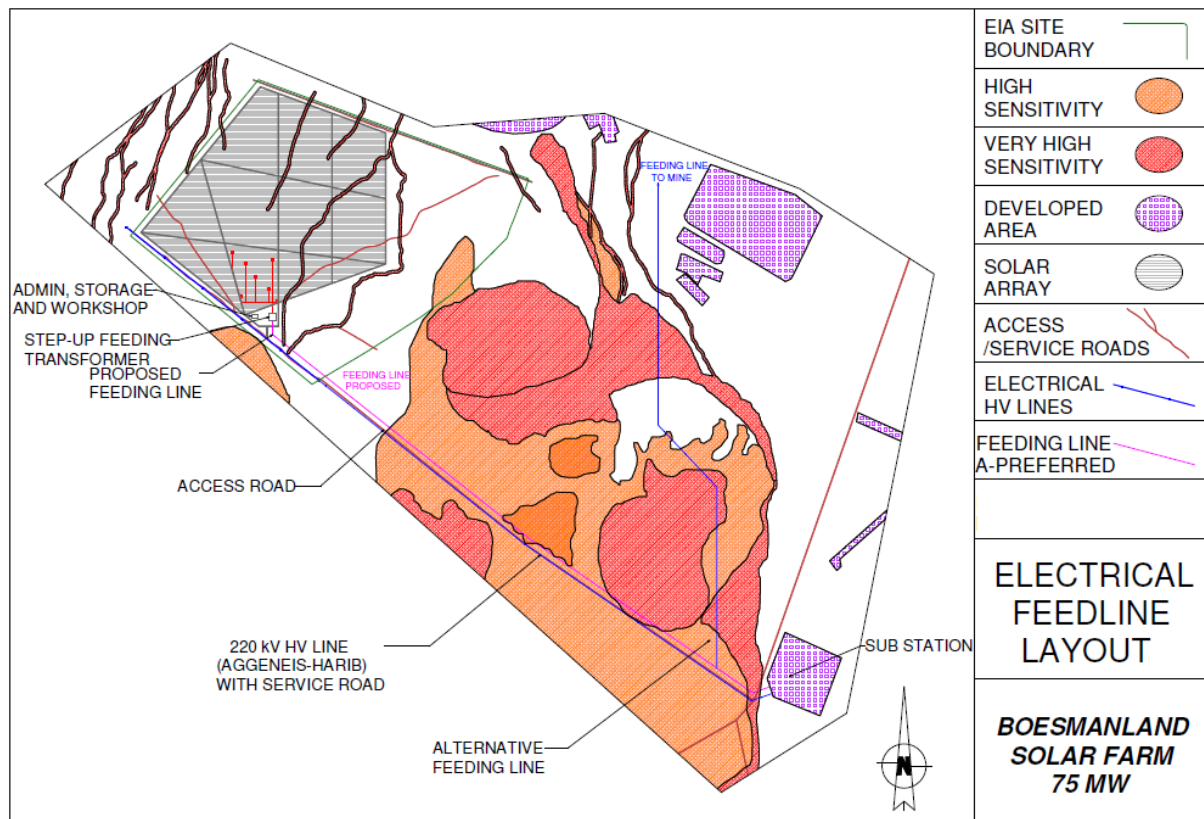 FEEDING LINE
TO MINE
ADMIN, STORAGE
AND WORKSHOP
STEP-UP FEEDING
TRANSFORMER
PROPOSED
FEEDING LINE
FEEDING LINE
PROPOSED
ACCESS ROAD
220 kV HV LINE
(AGGENEIS-HARIB)
WITH SERVICE ROAD
SUB STATION
ALTERNATIVE
FEEDING LINE
N
EIA SITE
BOUNDARY
HIGH
SENSITIVITY
VERY HIGH
SENSITIVITY
DEVELOPED
AREA
SOLAR
ARRAY
ACCESS
/SERVICE ROADS
ELECTRICAL
HV LINES
FEEDING LINE
A-PREFERRED
ELECTRICAL
FEEDLINE
LAYOUT
BOESMANLAND
SOLAR FARM
75 MW